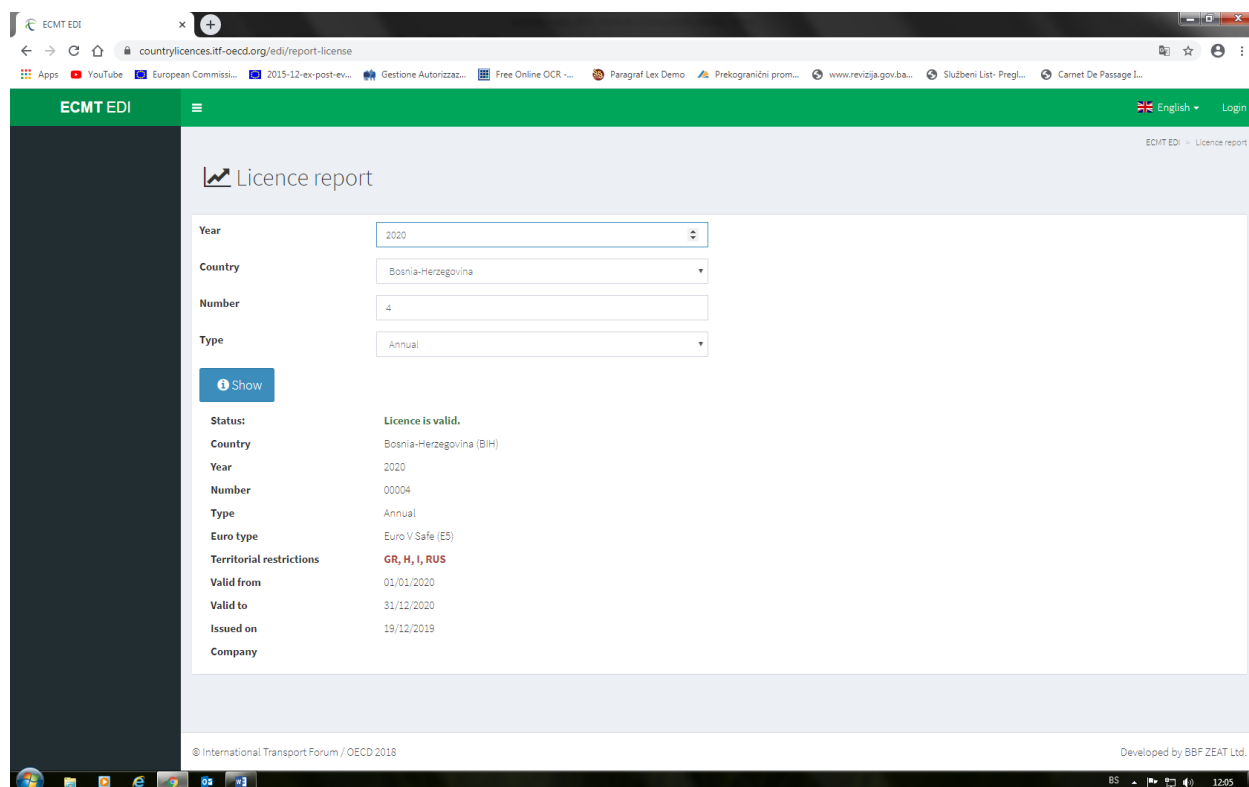 ECMT EDI
countrylicences.itf-oecd.org/edi/report-license
Apps YouTube European Commissi... 2015-12-ex-post-ev... Gestione Autorizzaz... Free Online OCR -... Paragraf Lex Demo Prekogranični prom... www.revizija.gov.ba... Službeni List- Pregl... Carnet De Passage I...
ECMT EDI English Login
ECMT EDI > Licence report
Licence report
Year 2020
Country Bosnia-Herzegovina
Number 4
Type Annual
Show
Status: Licence is valid.
Country Bosnia-Herzegovina (BIH)
Year 2020
Number 00004
Type Annual
Euro type Euro V Safe (E5)
Territorial restrictions GR, H, I, RUS
Valid from 01/01/2020
Valid to 31/12/2020
Issued on 19/12/2019
Company
© International Transport Forum / OECD 2018 Developed by BBF ZEAT Ltd.
BS 12:05